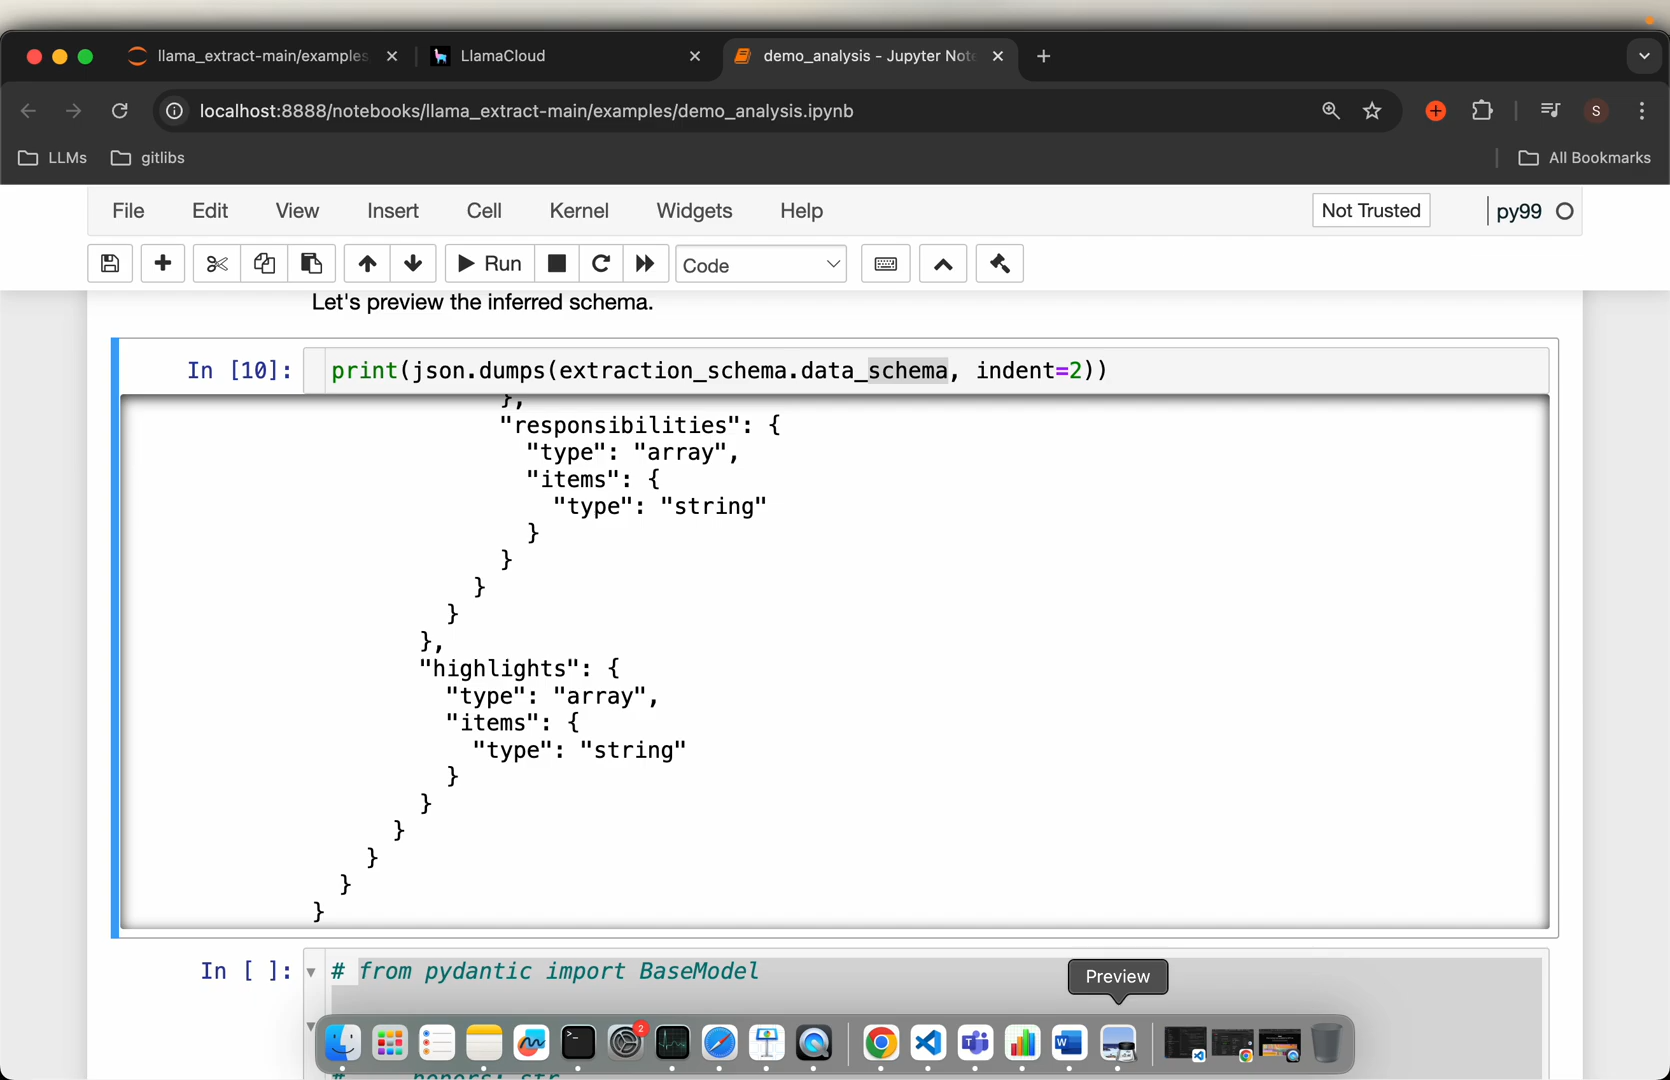 llama_extract-main/examples
LlamaCloud
demo_analysis - Jupyter Note
localhost:8888/notebooks/llama_extract-main/examples/demo_analysis.ipynb
S
LLMs
gitlibs
All Bookmarks
File Edit View Insert Cell Kernel Widgets Help
Not Trusted
py99
Run
Code
Let's preview the inferred schema.
In [10]: print(json.dumps(extraction_schema.data_schema, indent=2))
},
"responsibilities": {
"type": "array",
"items": {
"type": "string"
}
}
}
}
},
"highlights": {
"type": "array",
"items": {
"type": "string"
}
}
}
}
}
}
In [ ]: # from pydantic import BaseModel
Preview
2
W
# honors: str